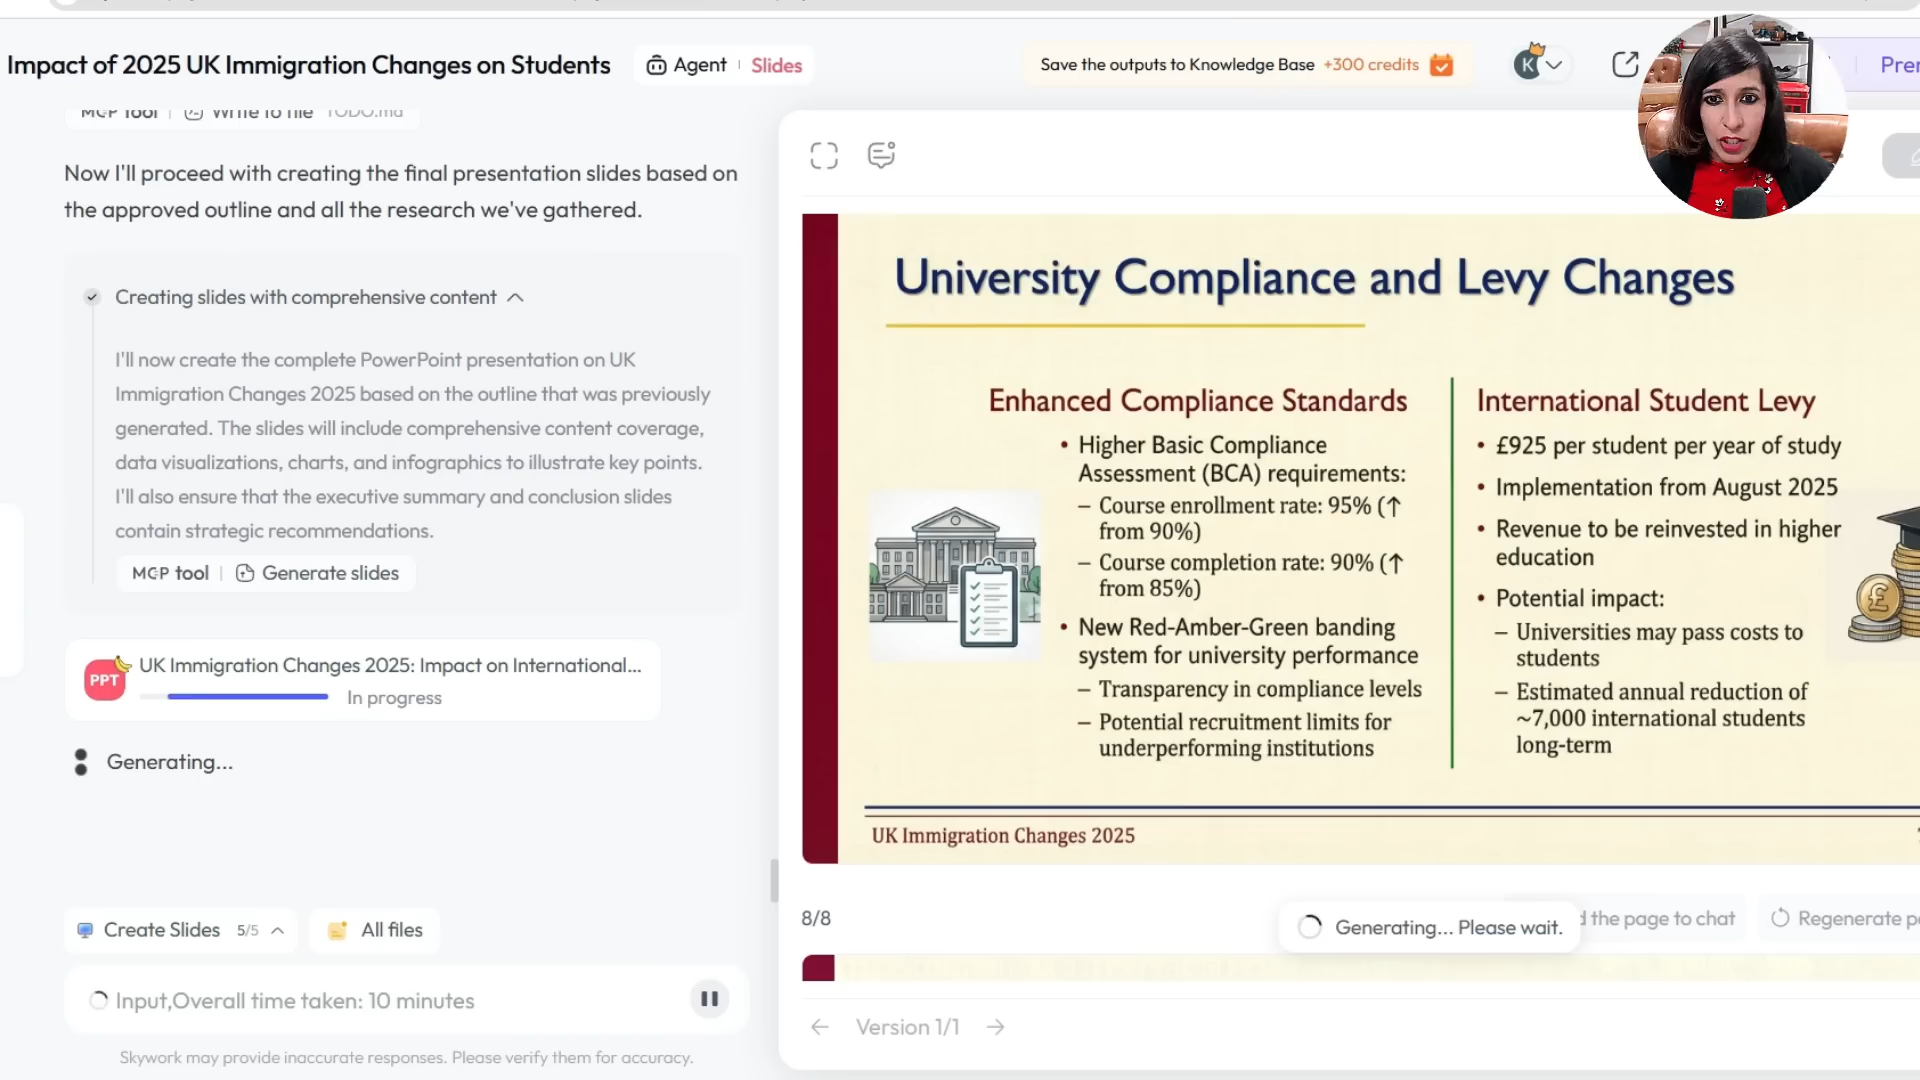 Impact of 2025 UK Immigration Changes on Students
Agent
Slides
Save the outputs to Knowledge Base +300 credits
K
MCP tool
Write to file TODO.md
Now I'll proceed with creating the final presentation slides based on
the approved outline and all the research we've gathered.
Creating slides with comprehensive content
I'll now create the complete PowerPoint presentation on UK
Immigration Changes 2025 based on the outline that was previously
generated. The slides will include comprehensive content coverage,
data visualizations, charts, and infographics to illustrate key points.
I'll also ensure that the executive summary and conclusion slides
contain strategic recommendations.
MCP tool
Generate slides
PPT
UK Immigration Changes 2025: Impact on International...
In progress
Generating...
Create Slides 5/5
All files
Input,Overall time taken: 10 minutes
Skywork may provide inaccurate responses. Please verify them for accuracy.
University Compliance and Levy Changes
Enhanced Compliance Standards
• Higher Basic Compliance
Assessment (BCA) requirements:
– Course enrollment rate: 95% (↑
from 90%)
– Course completion rate: 90% (↑
from 85%)
• New Red-Amber-Green banding
system for university performance
– Transparency in compliance levels
– Potential recruitment limits for
underperforming institutions
International Student Levy
• £925 per student per year of study
• Implementation from August 2025
• Revenue to be reinvested in higher
education
• Potential impact:
– Universities may pass costs to
students
– Estimated annual reduction of
~7,000 international students
long-term
£
UK Immigration Changes 2025
8/8
Generating... Please wait.
the page to chat
Regenerate
Version 1/1